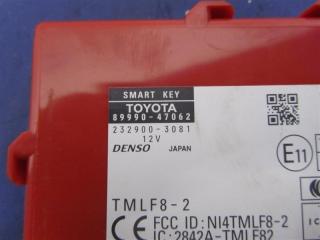 SMART KEY
TOYOTA
89990-47062
232900-3081
12V
DENSO JAPAN
E11
TMLF8-2
CE FCC ID: NI4TMLF8-2
IC: 2842A-TMLF82